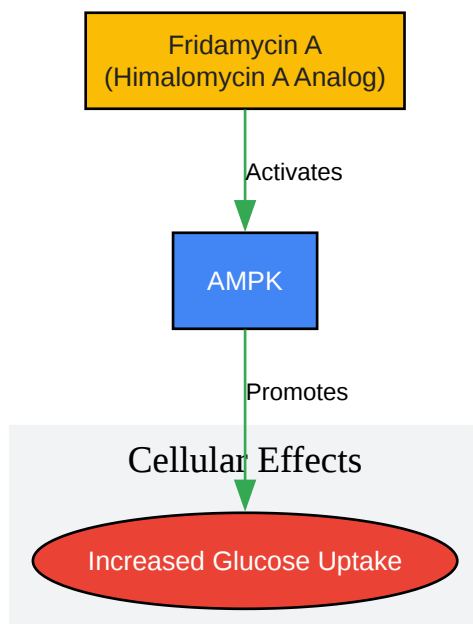 Fridamycin A
(Himalomycin A Analog)
Activates
AMPK
Promotes
Cellular Effects
Increased Glucose Uptake